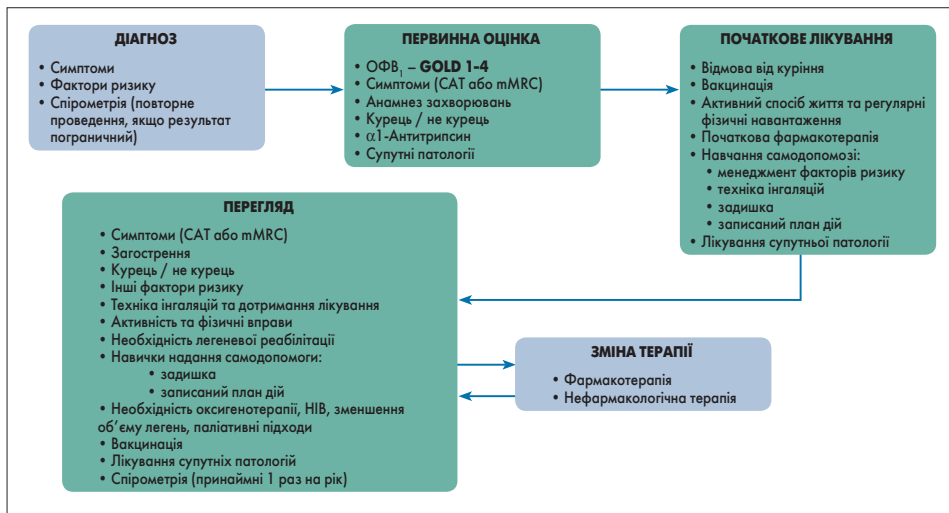 ДІАГНОЗ
• Симптоми
• Фактори ризику
• Спірометрія (повторне
проведення, якщо результат
пограничний)
ПЕРВИННА ОЦІНКА
• ОФВ₁ – GOLD 1-4
• Симптоми (CAT або mMRC)
• Анамнез захворювань
• Курець / не курець
• α1-Антитрипсин
• Супутні патології
ПОЧАТКОВЕ ЛІКУВАННЯ
• Відмова від куріння
• Вакцинація
• Активний спосіб життя та регулярні
фізичні навантаження
• Початкова фармакотерапія
• Навчання самодопомозі:
• менеджмент факторів ризику
• техніка інгаляцій
• задишка
• записаний план дій
• Лікування супутньої патології
ПЕРЕГЛЯД
• Симптоми (CAT або mMRC)
• Загострення
• Курець / не курець
• Інші фактори ризику
• Техніка інгаляцій та дотримання лікування
• Активність та фізичні вправи
• Необхідність легеневої реабілітації
• Навички надання самодопомоги:
• задишка
• записаний план дій
• Необхідність оксигенотерапії, НІВ, зменшення
об’єму легень, паліативні підходи
• Вакцинація
• Лікування супутніх патологій
• Спірометрія (принаймні 1 раз на рік)
ЗМІНА ТЕРАПІЇ
• Фармакотерапія
• Нефармакологічна терапія